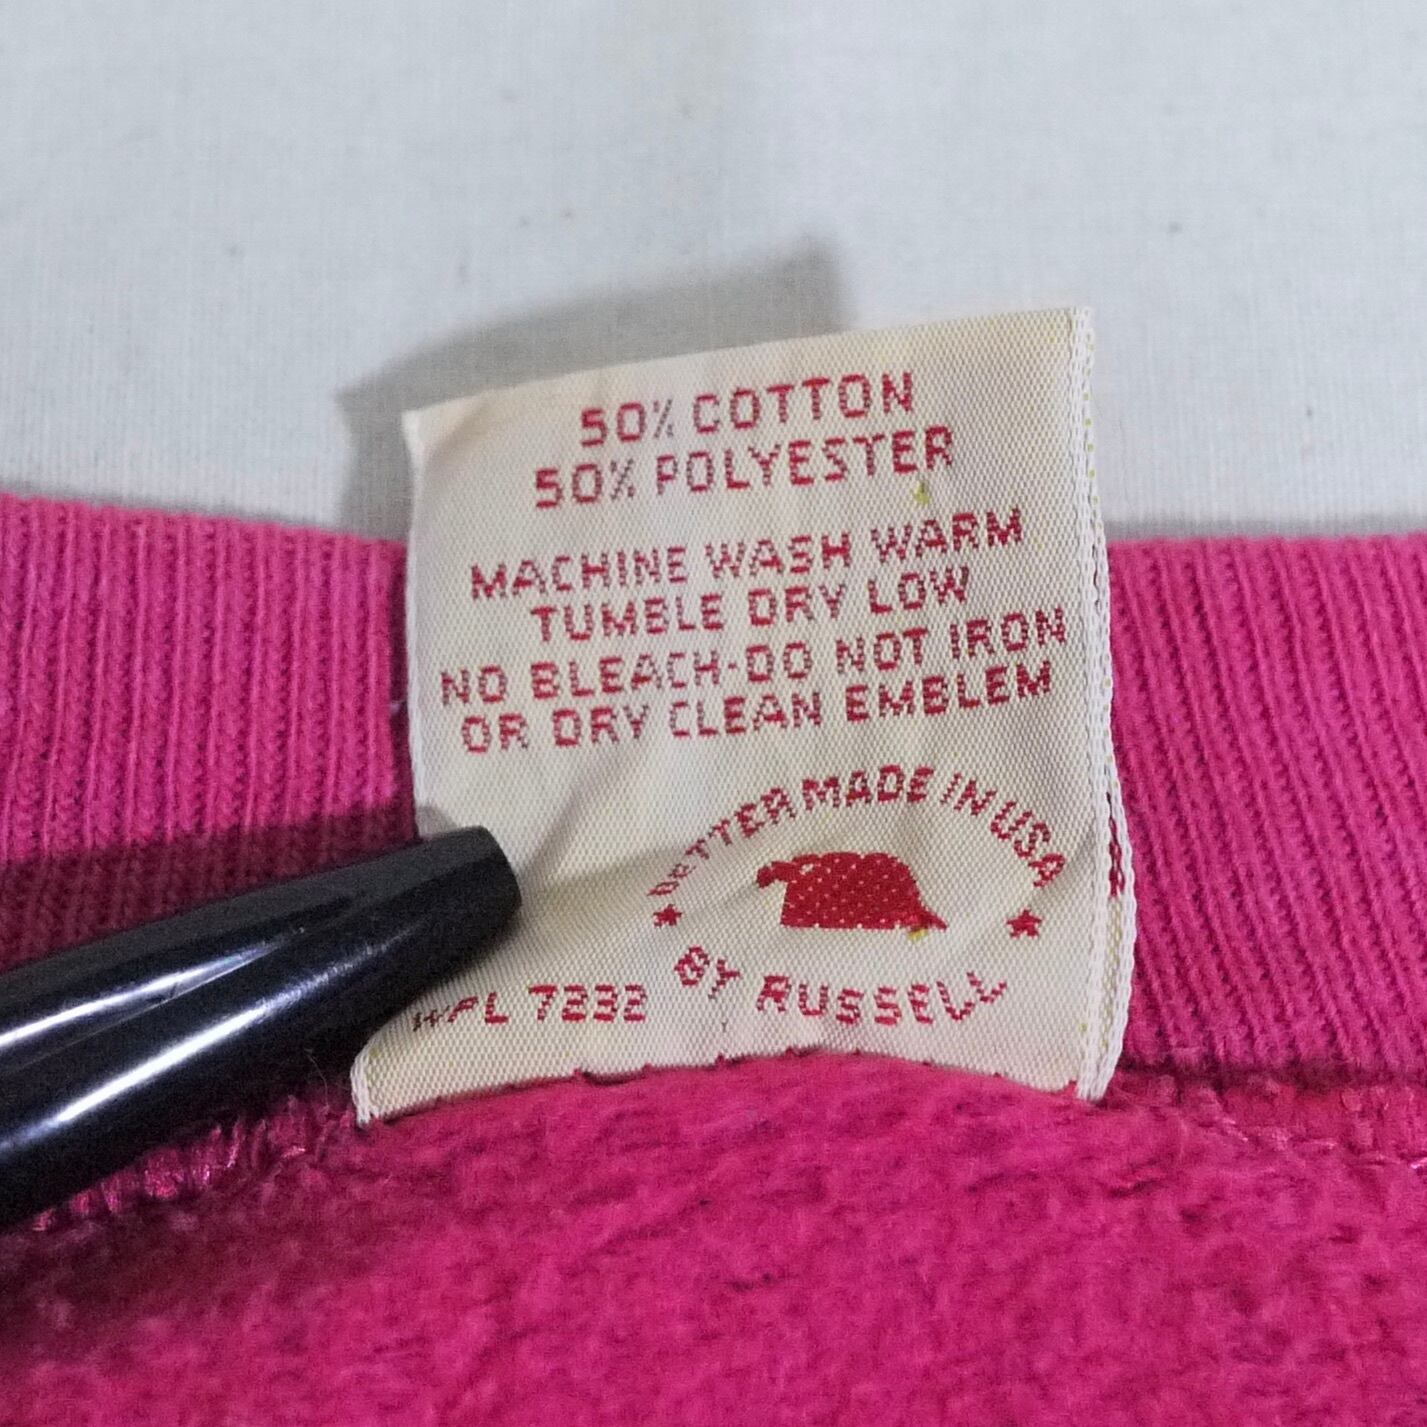 50% COTTON
50% POLYESTER
MACHINE WASH WARM
TUMBLE DRY LOW
NO BLEACH-DO NOT IRON
OR DRY CLEAN EMBLEM
BETTER MADE IN USA
BY RUSSELL
WPL 7232